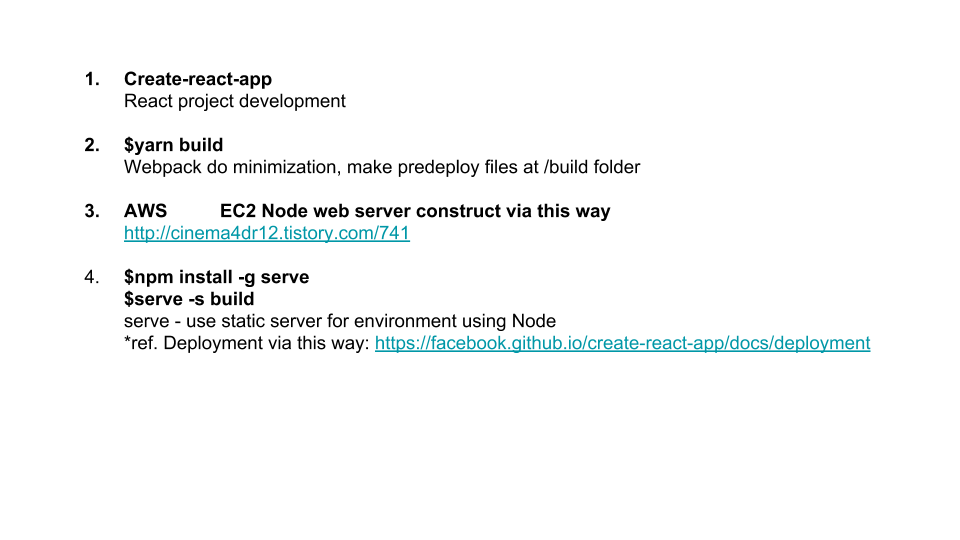 1. Create-react-app
React project development
2. $yarn build
Webpack do minimization, make predeploy files at /build folder
3. AWS EC2 Node web server construct via this way
http://cinema4dr12.tistory.com/741
4. $npm install -g serve
$serve -s build
serve - use static server for environment using Node
*ref. Deployment via this way: https://facebook.github.io/create-react-app/docs/deployment